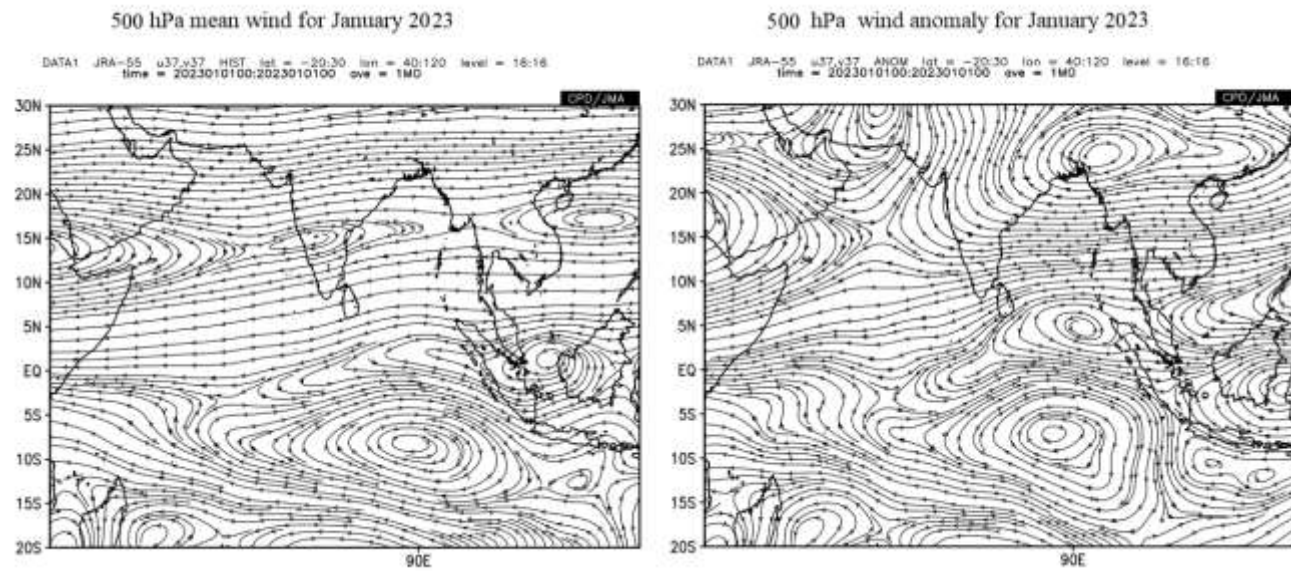 500 hPa mean wind for January 2023
DATA1 JRA-55 u37,v37 HIST lat = -20:30 lon = 40:120 level = 16:16
time = 2023010100:2023010100 ave = 1MO
CPD/JMA
30N
25N
20N
15N
10N
5N
EQ
5S
10S
15S
20S
90E
500 hPa wind anomaly for January 2023
DATA1 JRA-55 u37,v37 ANOM lat = -20:30 lon = 40:120 level = 16:16
time = 2023010100:2023010100 ave = 1MO
CPD/JMA
30N
25N
20N
15N
10N
5N
EQ
5S
10S
15S
20S
90E